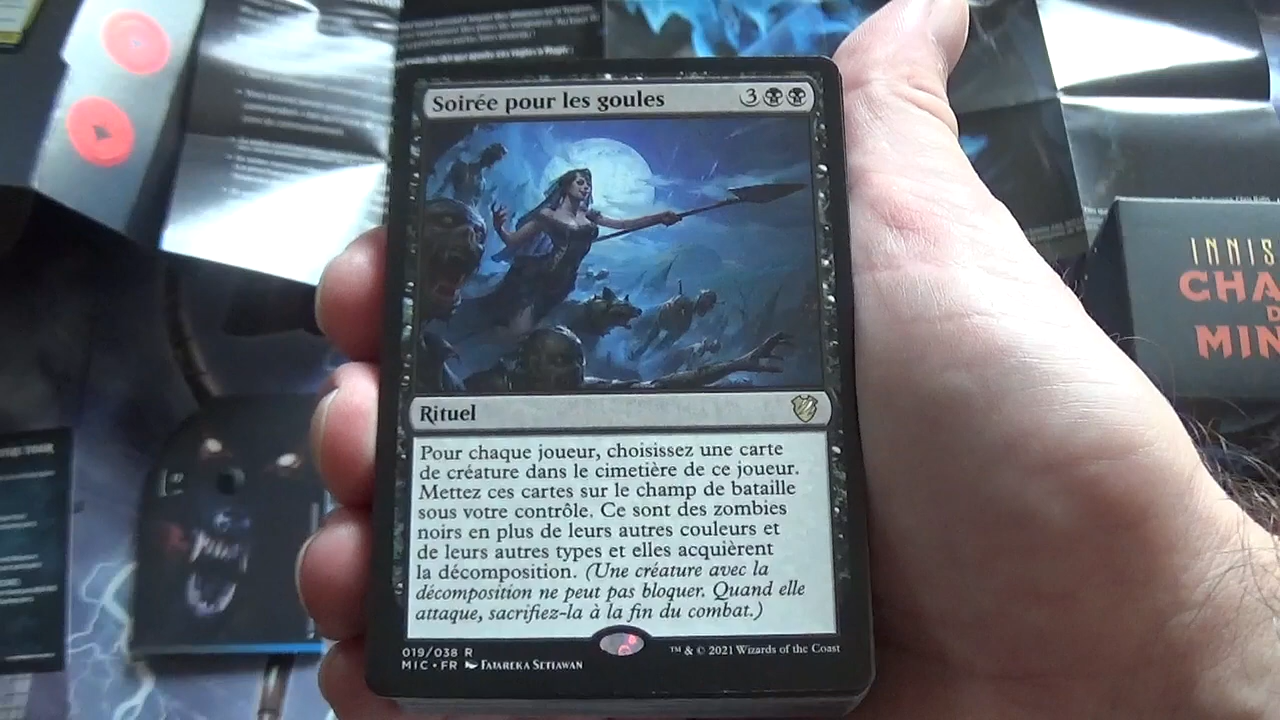 Soirée pour les goules 3
Rituel
Pour chaque joueur, choisissez une carte
de créature dans le cimetière de ce joueur.
Mettez ces cartes sur le champ de bataille
sous votre contrôle. Ce sont des zombies
noirs en plus de leurs autres couleurs et
de leurs autres types et elles acquièrent
la décomposition. (Une créature avec la
décomposition ne peut pas bloquer. Quand elle
attaque, sacrifiez-la à la fin du combat.)
019/038 R
MIC • FR Fajareka Setiawan
™ & © 2021 Wizards of the Coast
INNIS
CHA
D
MIN